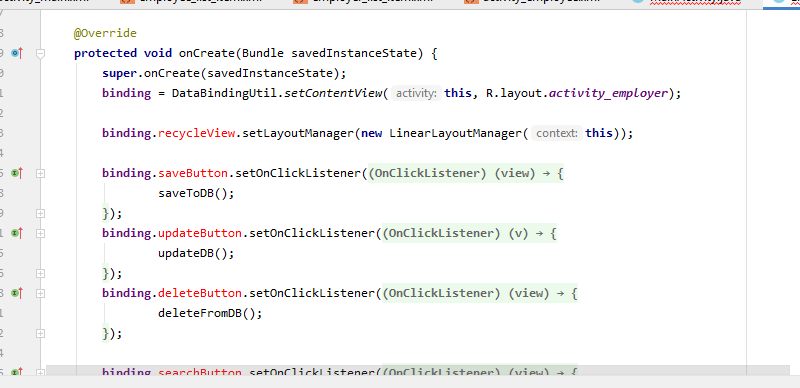 @Override
protected void onCreate(Bundle savedInstanceState) {
super.onCreate(savedInstanceState);
binding = DataBindingUtil.setContentView( activity: this, R.layout.activity_employer);
binding.recycleView.setLayoutManager(new LinearLayoutManager( context: this));
binding.saveButton.setOnClickListener((OnClickListener) (view) → {
saveToDB();
});
binding.updateButton.setOnClickListener((OnClickListener) (v) → {
updateDB();
});
binding.deleteButton.setOnClickListener((OnClickListener) (view) → {
deleteFromDB();
});
binding.searchButton.setOnClickListener((OnClickListener) (view) → {